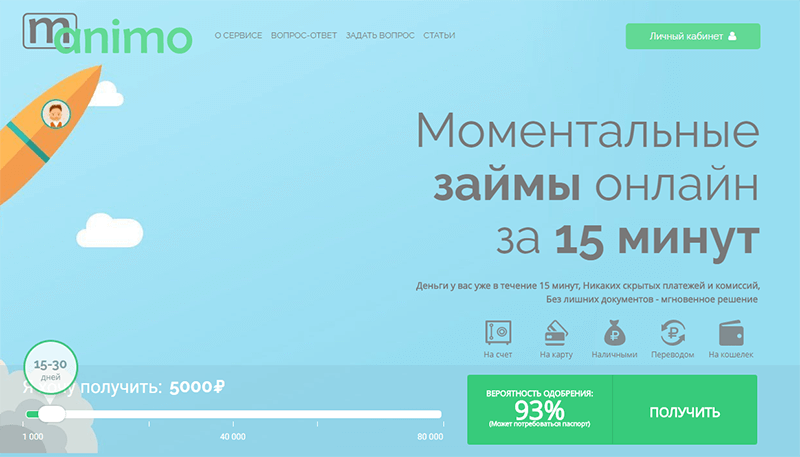 manimo
О СЕРВИСЕ ВОПРОС-ОТВЕТ ЗАДАТЬ ВОПРОС СТАТЬИ
Личный кабинет
Моментальные
займы онлайн
за 15 минут
Деньги у вас уже в течение 15 минут, Никаких скрытых платежей и комиссий,
Без лишних документов - мгновенное решение
На счет На карту Наличными Переводом На кошелек
15-30
дней
получить: 5000 ₽
1 000 40 000 80 000
ВЕРОЯТНОСТЬ ОДОБРЕНИЯ:
93%
(Может потребоваться паспорт)
ПОЛУЧИТЬ